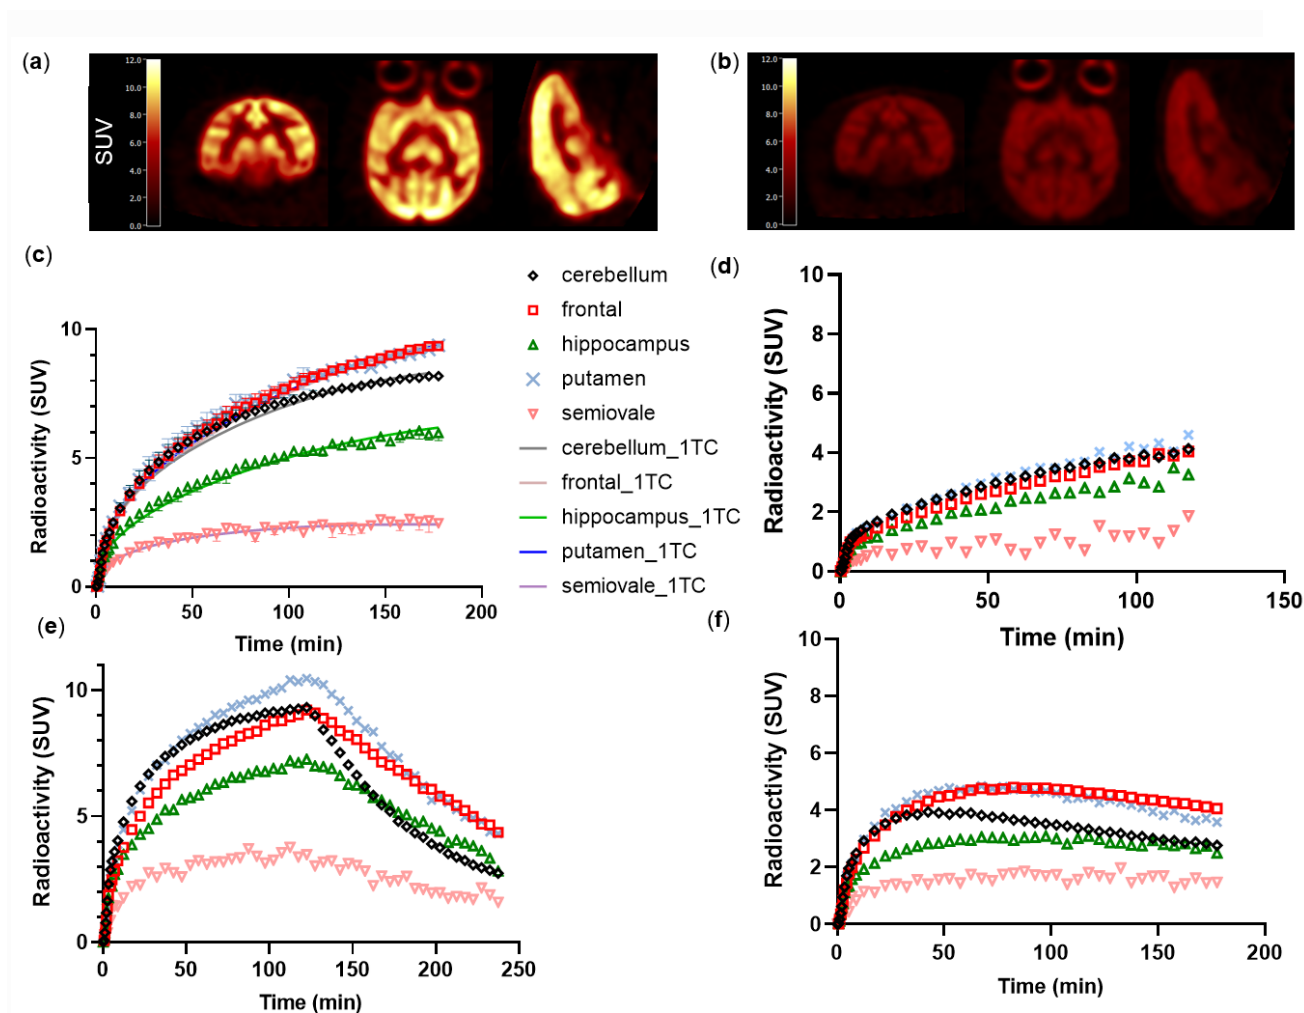 (a)
SUV
12.0
10.0
8.0
6.0
4.0
2.0
0.0
(b)
12.0
10.0
8.0
6.0
4.0
2.0
0.0
(c)
Radioactivity (SUV)
10
5
0
0 50 100 150 200
Time (min)
cerebellum
frontal
hippocampus
putamen
semiovale
cerebellum_1TC
frontal_1TC
hippocampus_1TC
putamen_1TC
semiovale_1TC
(d)
Radioactivity (SUV)
10
8
6
4
2
0
0 50 100 150
Time (min)
(e)
Radioactivity (SUV)
10
5
0
0 50 100 150 200 250
Time (min)
(f)
Radioactivity (SUV)
10
8
6
4
2
0
0 50 100 150 200
Time (min)